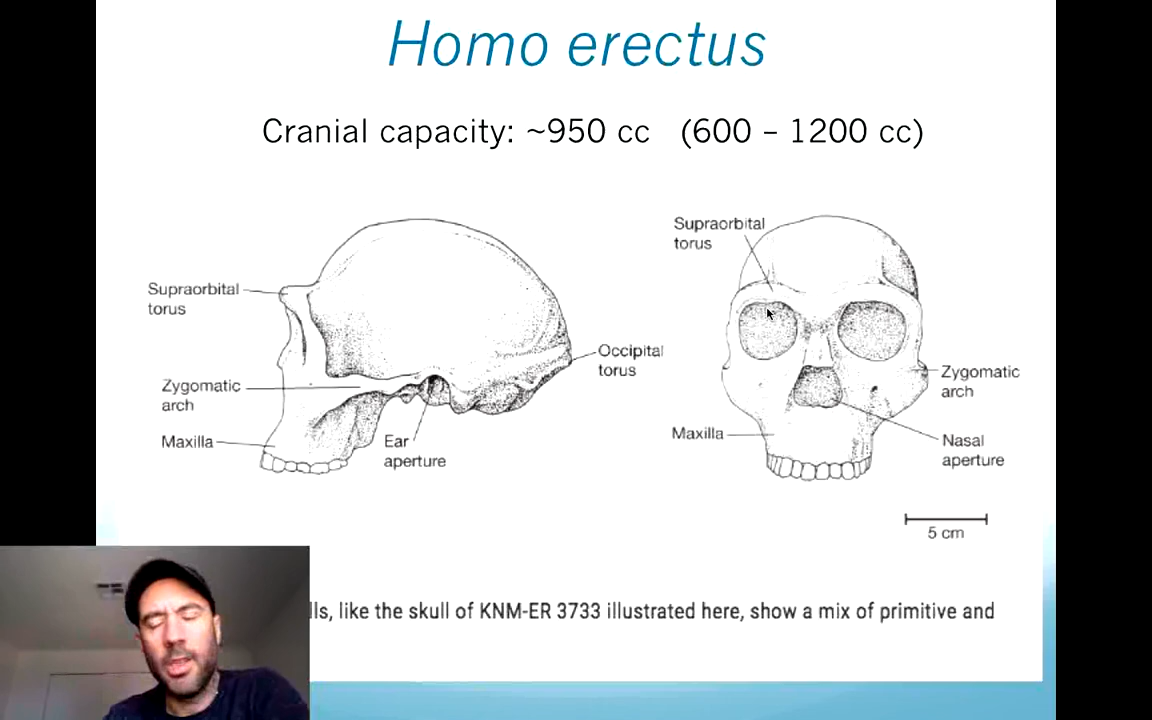 Homo erectus
Cranial capacity: ~950 cc (600 – 1200 cc)
Supraorbital
torus
Zygomatic
arch
Maxilla
Ear
aperture
Occipital
torus
Supraorbital
torus
Maxilla
Zygomatic
arch
Nasal
aperture
5 cm
like the skull of KNM-ER 3733 illustrated here, show a mix of primitive and